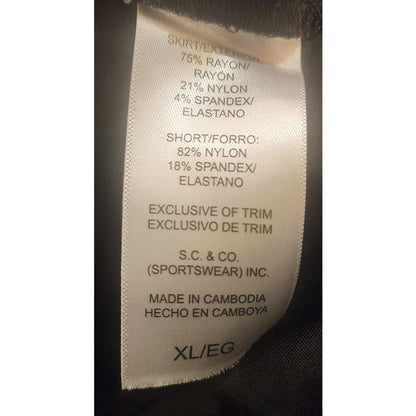 SKIRT/EXTERIOR
75% RAYON/
RAYÓN
21% NYLON
4% SPANDEX/
ELASTANO
SHORT/FORRO:
82% NYLON
18% SPANDEX/
ELASTANO
EXCLUSIVE OF TRIM
EXCLUSIVO DE TRIM
S.C. & CO.
(SPORTSWEAR) INC.
MADE IN CAMBODIA
HECHO EN CAMBOYA
XL/EG